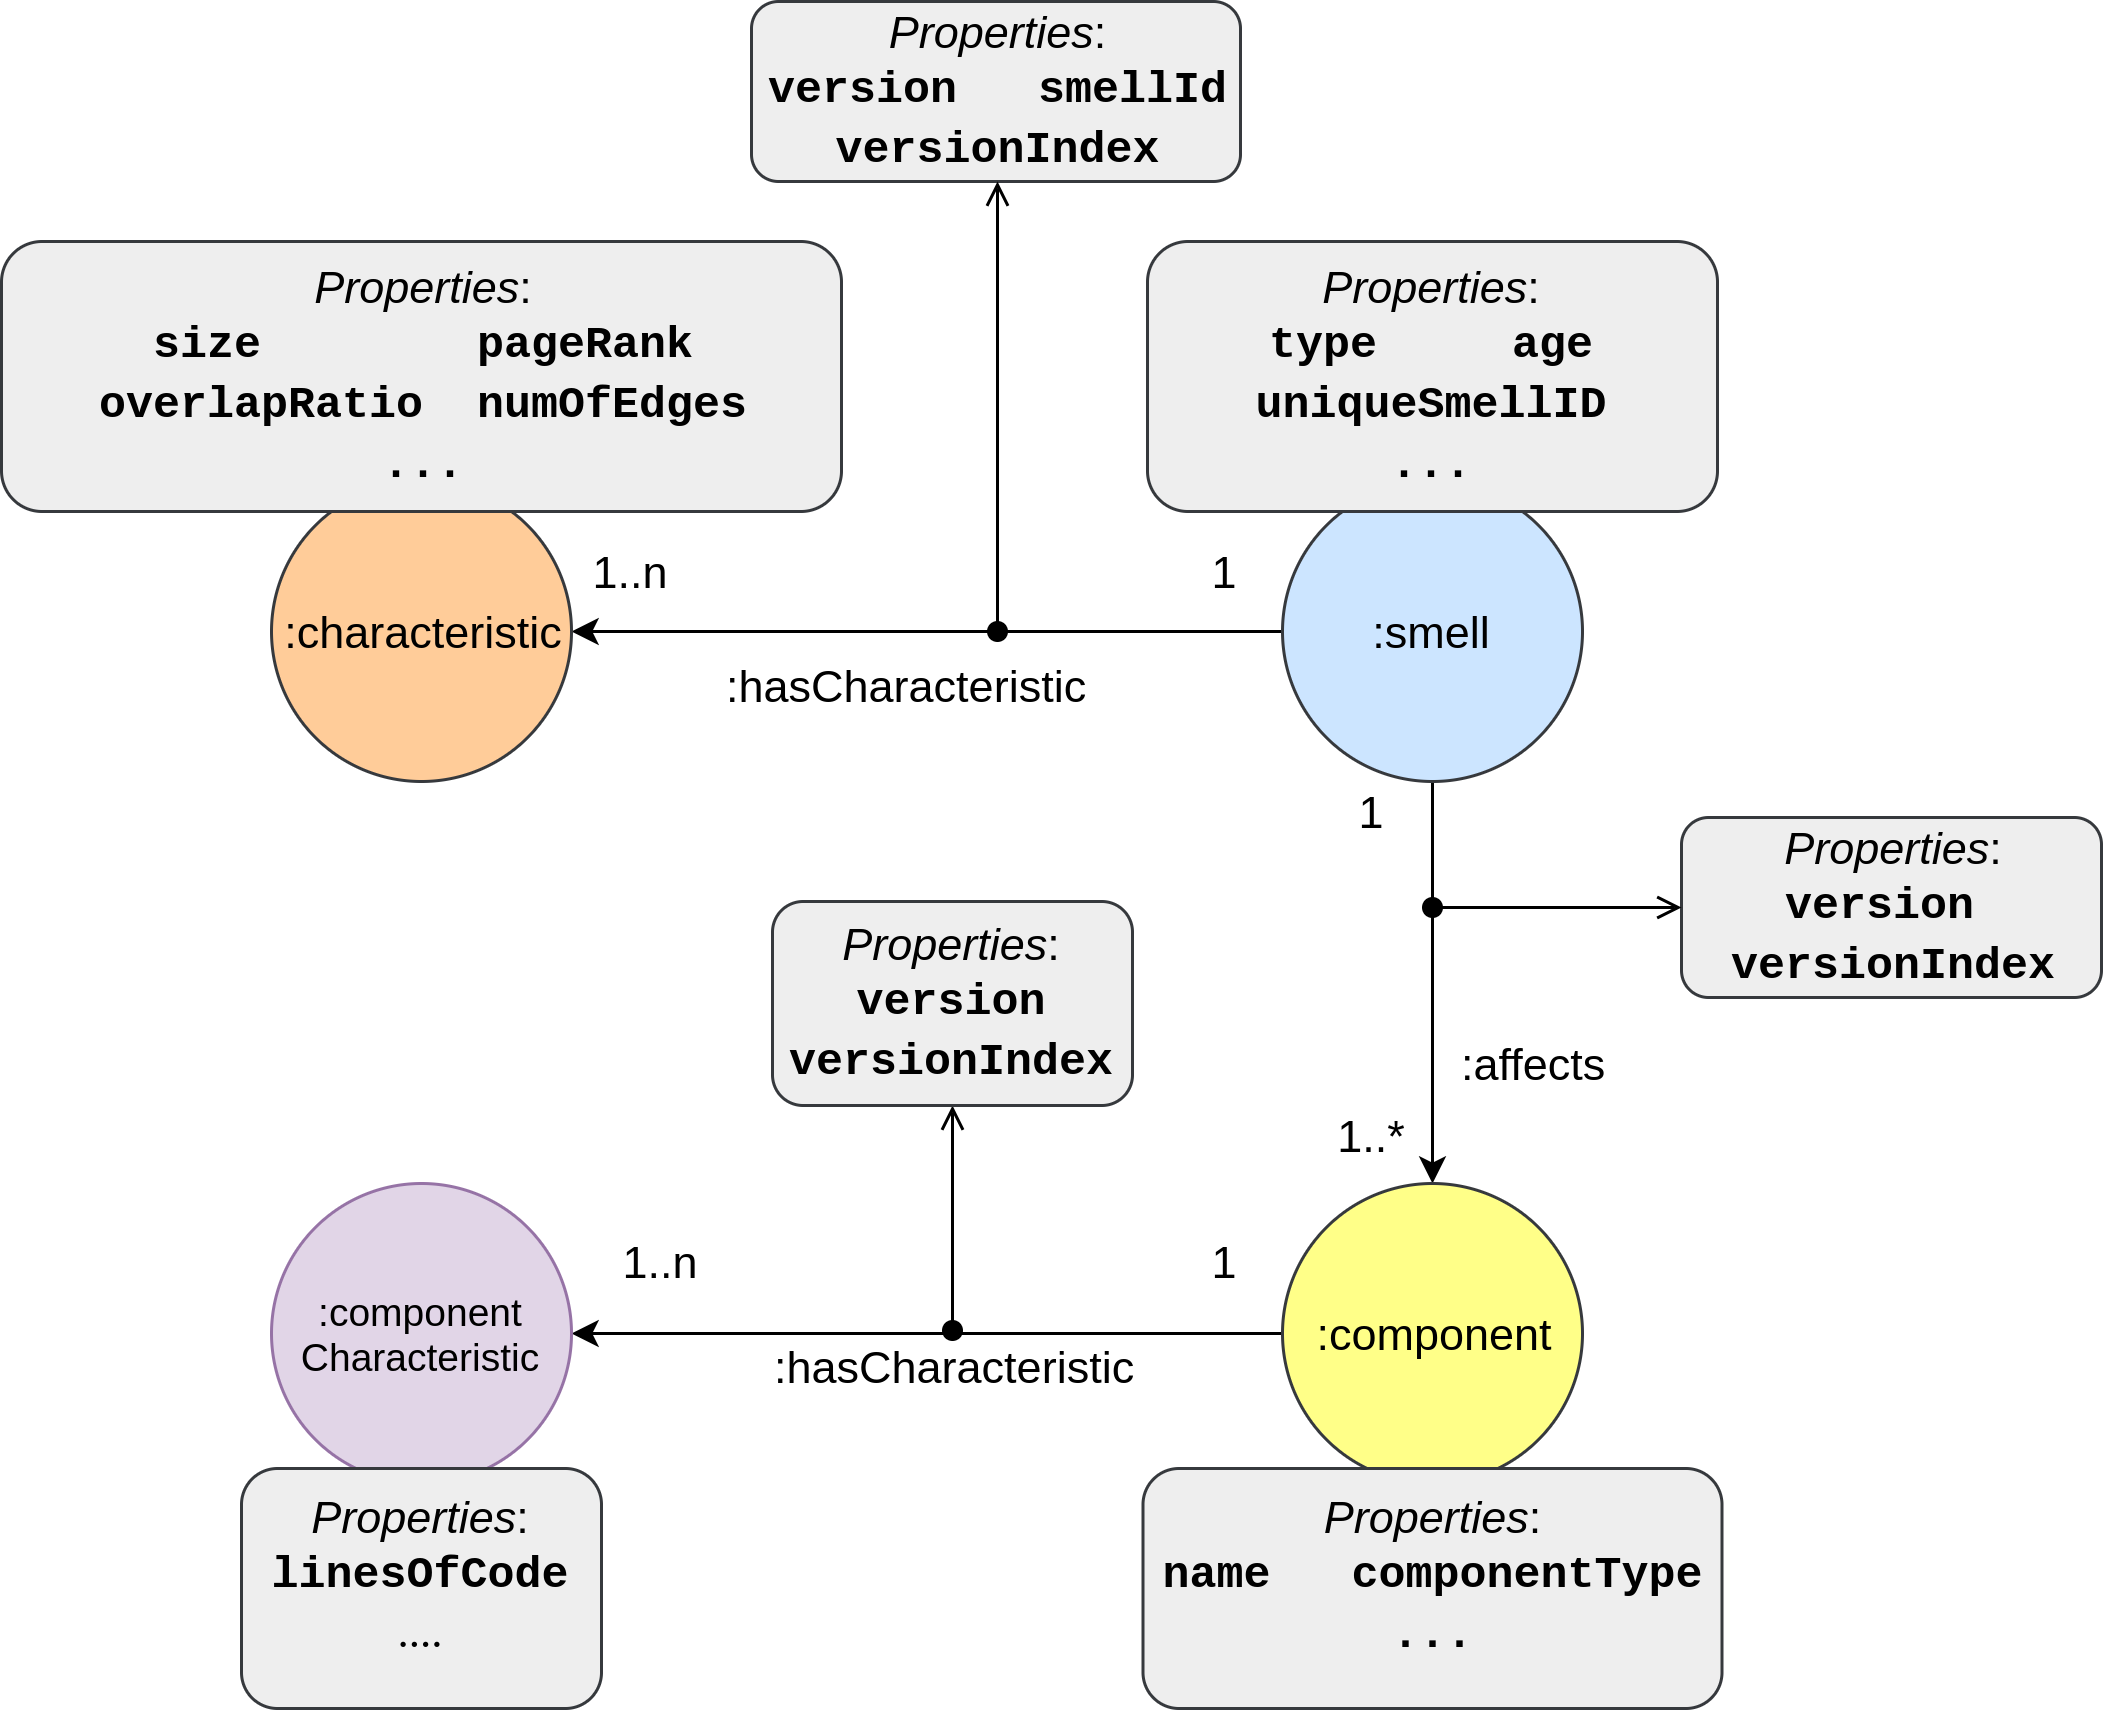 Properties:
version smellId
versionIndex
Properties:
size pageRank
overlapRatio numOfEdges
...
Properties:
type age
uniqueSmellID
...
1..n
1
:characteristic
:smell
:hasCharacteristic
1
Properties:
version
versionIndex
Properties:
version
versionIndex
:affects
1..*
1..n
1
:component
Characteristic
:component
:hasCharacteristic
Properties:
linesOfCode
....
Properties:
name componentType
...